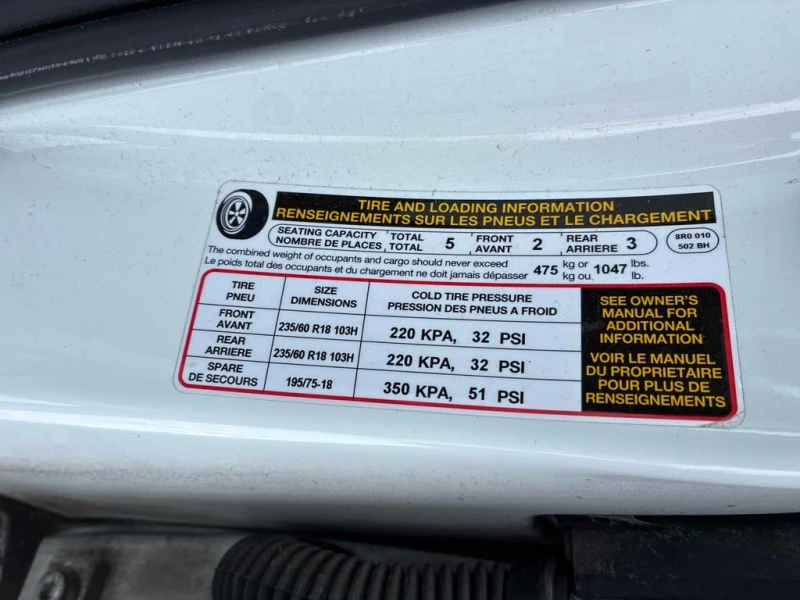 TIRE AND LOADING INFORMATION
RENSEIGNEMENTS SUR LES PNEUS ET LE CHARGEMENT
SEATING CAPACITY TOTAL 5 FRONT 2 REAR 3
NOMBRE DE PLACES TOTAL AVANT ARRIERE
8R0 010
502 BH
The combined weight of occupants and cargo should never exceed 475 kg or 1047 lbs.
Le poids total des occupants et du chargement ne doit jamais dépasser kg ou lb.
TIRE SIZE COLD TIRE PRESSURE
PNEU DIMENSIONS PRESSION DES PNEUS A FROID
FRONT
AVANT 235/60 R18 103H 220 KPA, 32 PSI
REAR
ARRIERE 235/60 R18 103H 220 KPA, 32 PSI
SPARE
DE SECOURS 195/75-18 350 KPA, 51 PSI
SEE OWNER'S
MANUAL FOR
ADDITIONAL
INFORMATION
VOIR LE MANUEL
DU PROPRIETAIRE
POUR PLUS DE
RENSEIGNEMENTS